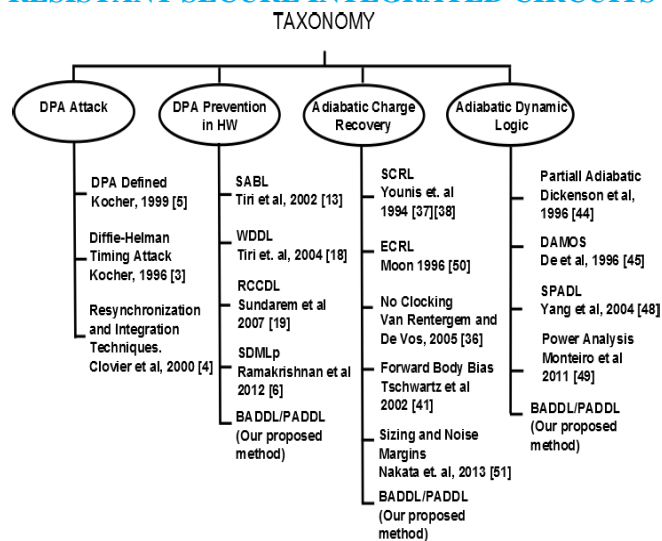 RESISTANT SECURE INTEGRATED CIRCUITS
TAXONOMY
DPA Attack
DPA Defined
Kocher, 1999 [5]
Diffie-Helman
Timing Attack
Kocher, 1996 [3]
Resynchronization
and Integration
Techniques.
Clovier et al, 2000 [4]
DPA Prevention
in HW
SABL
Tiri et al, 2002 [13]
WDDL
Tiri et. al, 2004 [18]
RCCDL
Sundarem et al
2007 [19]
SDMLp
Ramakrishnan et al
2012 [6]
BADDL/PADDL
(Our proposed
method)
Adiabatic Charge
Recovery
SCRL
Younis et. al
1994 [37][38]
ECRL
Moon 1996 [50]
No Clocking
Van Rentergem and
De Vos, 2005 [36]
Forward Body Bias
Tschwartz et al
2002 [41]
Sizing and Noise
Margins
Nakata et. al, 2013 [51]
BADDL/PADDL
(Our proposed
method)
Adiabatic Dynamic
Logic
Partiall Adiabatic
Dickenson et al,
1996 [44]
DAMOS
De et al, 1996 [45]
SPADL
Yang et al, 2004 [48]
Power Analysis
Monteiro et al
2011 [49]
BADDL/PADDL
(Our proposed
method)